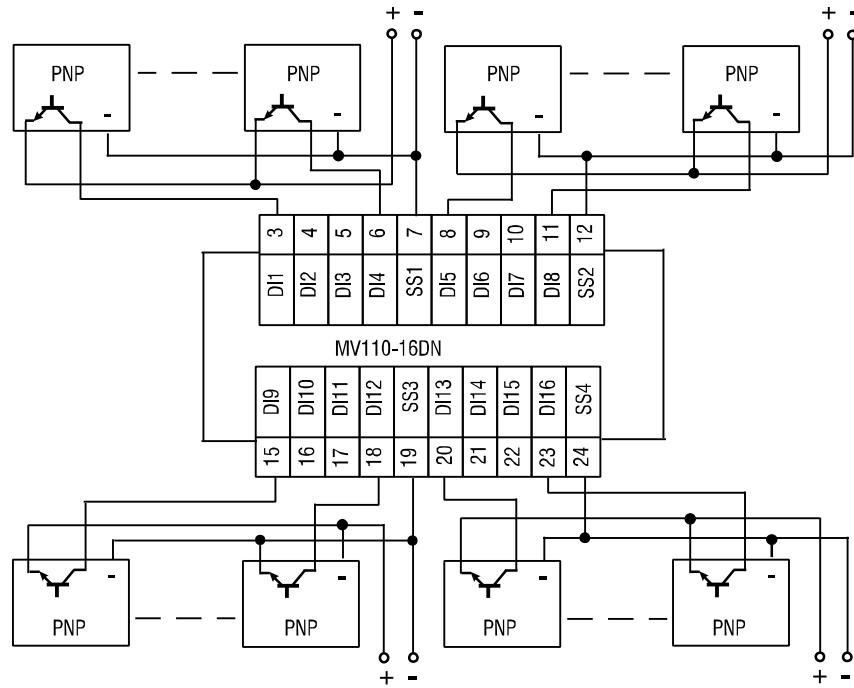 + -
+ -
PNP
PNP
PNP
PNP
-
-
-
-
3 4 5 6 7 8 9 10 11 12
DI1 DI2 DI3 DI4 SS1 DI5 DI6 DI7 DI8 SS2
MV110-16DN
DI9 DI10 DI11 DI12 SS3 DI13 DI14 DI15 DI16 SS4
15 16 17 18 19 20 21 22 23 24
-
-
-
-
PNP
PNP
PNP
PNP
+ -
+ -